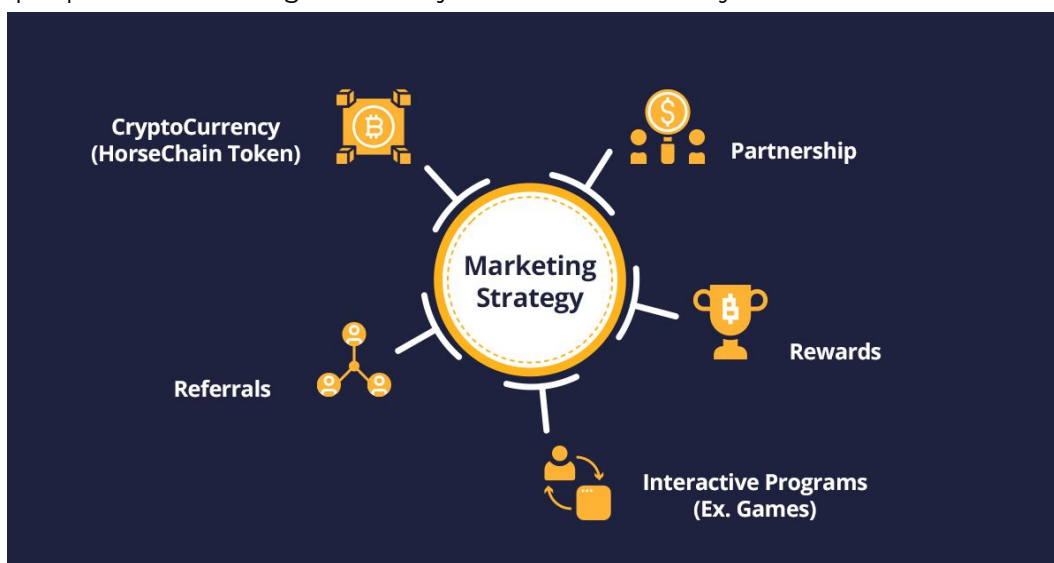 CryptoCurrency
(HorseChain Token)
Partnership
Marketing
Strategy
Rewards
Referrals
Interactive Programs
(Ex. Games)